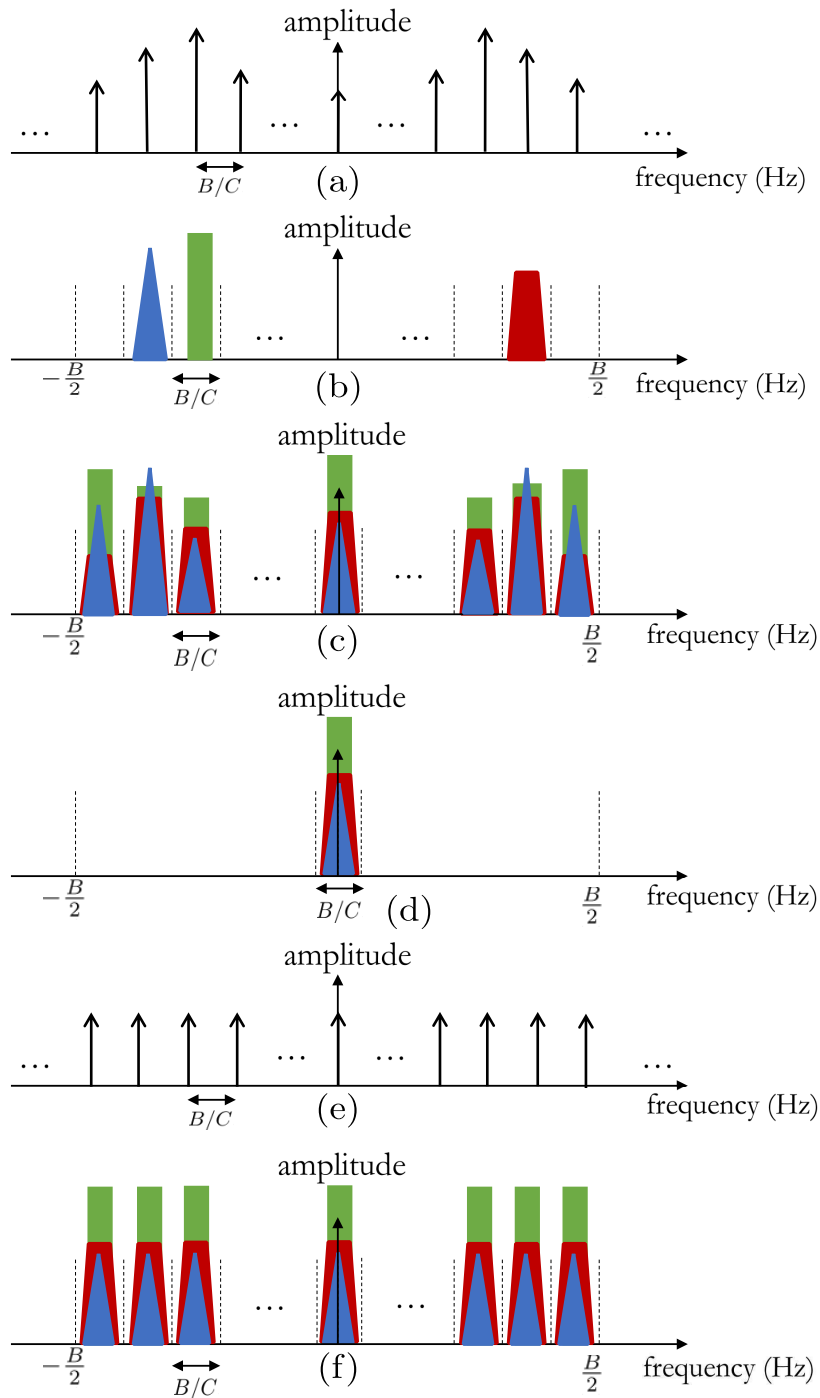 amplitude
... ... ... ...
B/C
(a)
frequency (Hz)
amplitude
... ...
−B/2
B/C
(b)
B/2
frequency (Hz)
amplitude
... ...
−B/2
B/C
(c)
B/2
frequency (Hz)
amplitude
−B/2
B/C
(d)
B/2
frequency (Hz)
amplitude
... ... ... ...
B/C
(e)
frequency (Hz)
amplitude
... ...
−B/2
B/C
(f)
B/2
frequency (Hz)